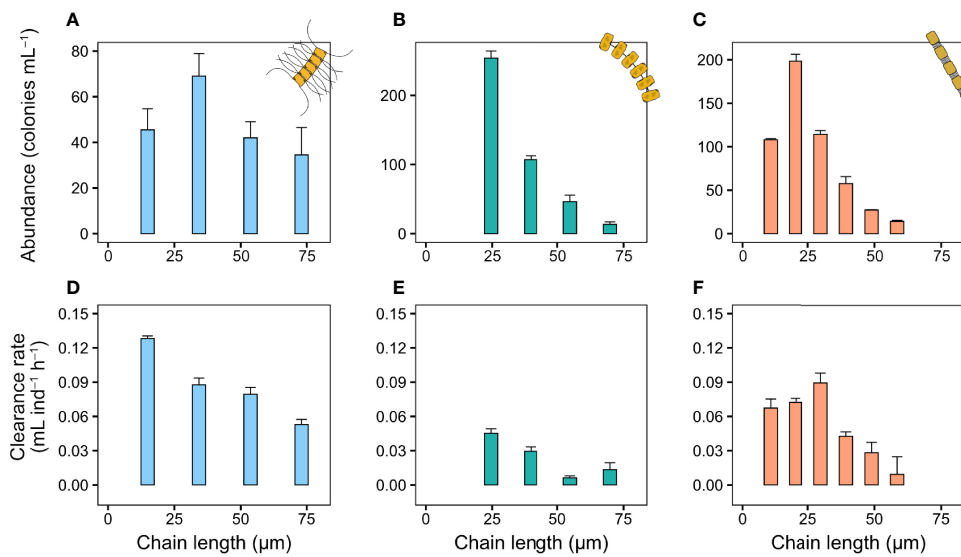 A
B
C
Abundance (colonies mL⁻¹)
80
60
40
20
0
0 25 50 75
200
100
0
0 25 50 75
200
150
100
50
0
0 25 50 75
D
E
F
Clearance rate
(mL ind⁻¹ h⁻¹)
0.15
0.12
0.09
0.06
0.03
0.00
0 25 50 75
Chain length (µm)
0.15
0.12
0.09
0.06
0.03
0.00
0 25 50 75
Chain length (µm)
0.15
0.12
0.09
0.06
0.03
0.00
0 25 50 75
Chain length (µm)